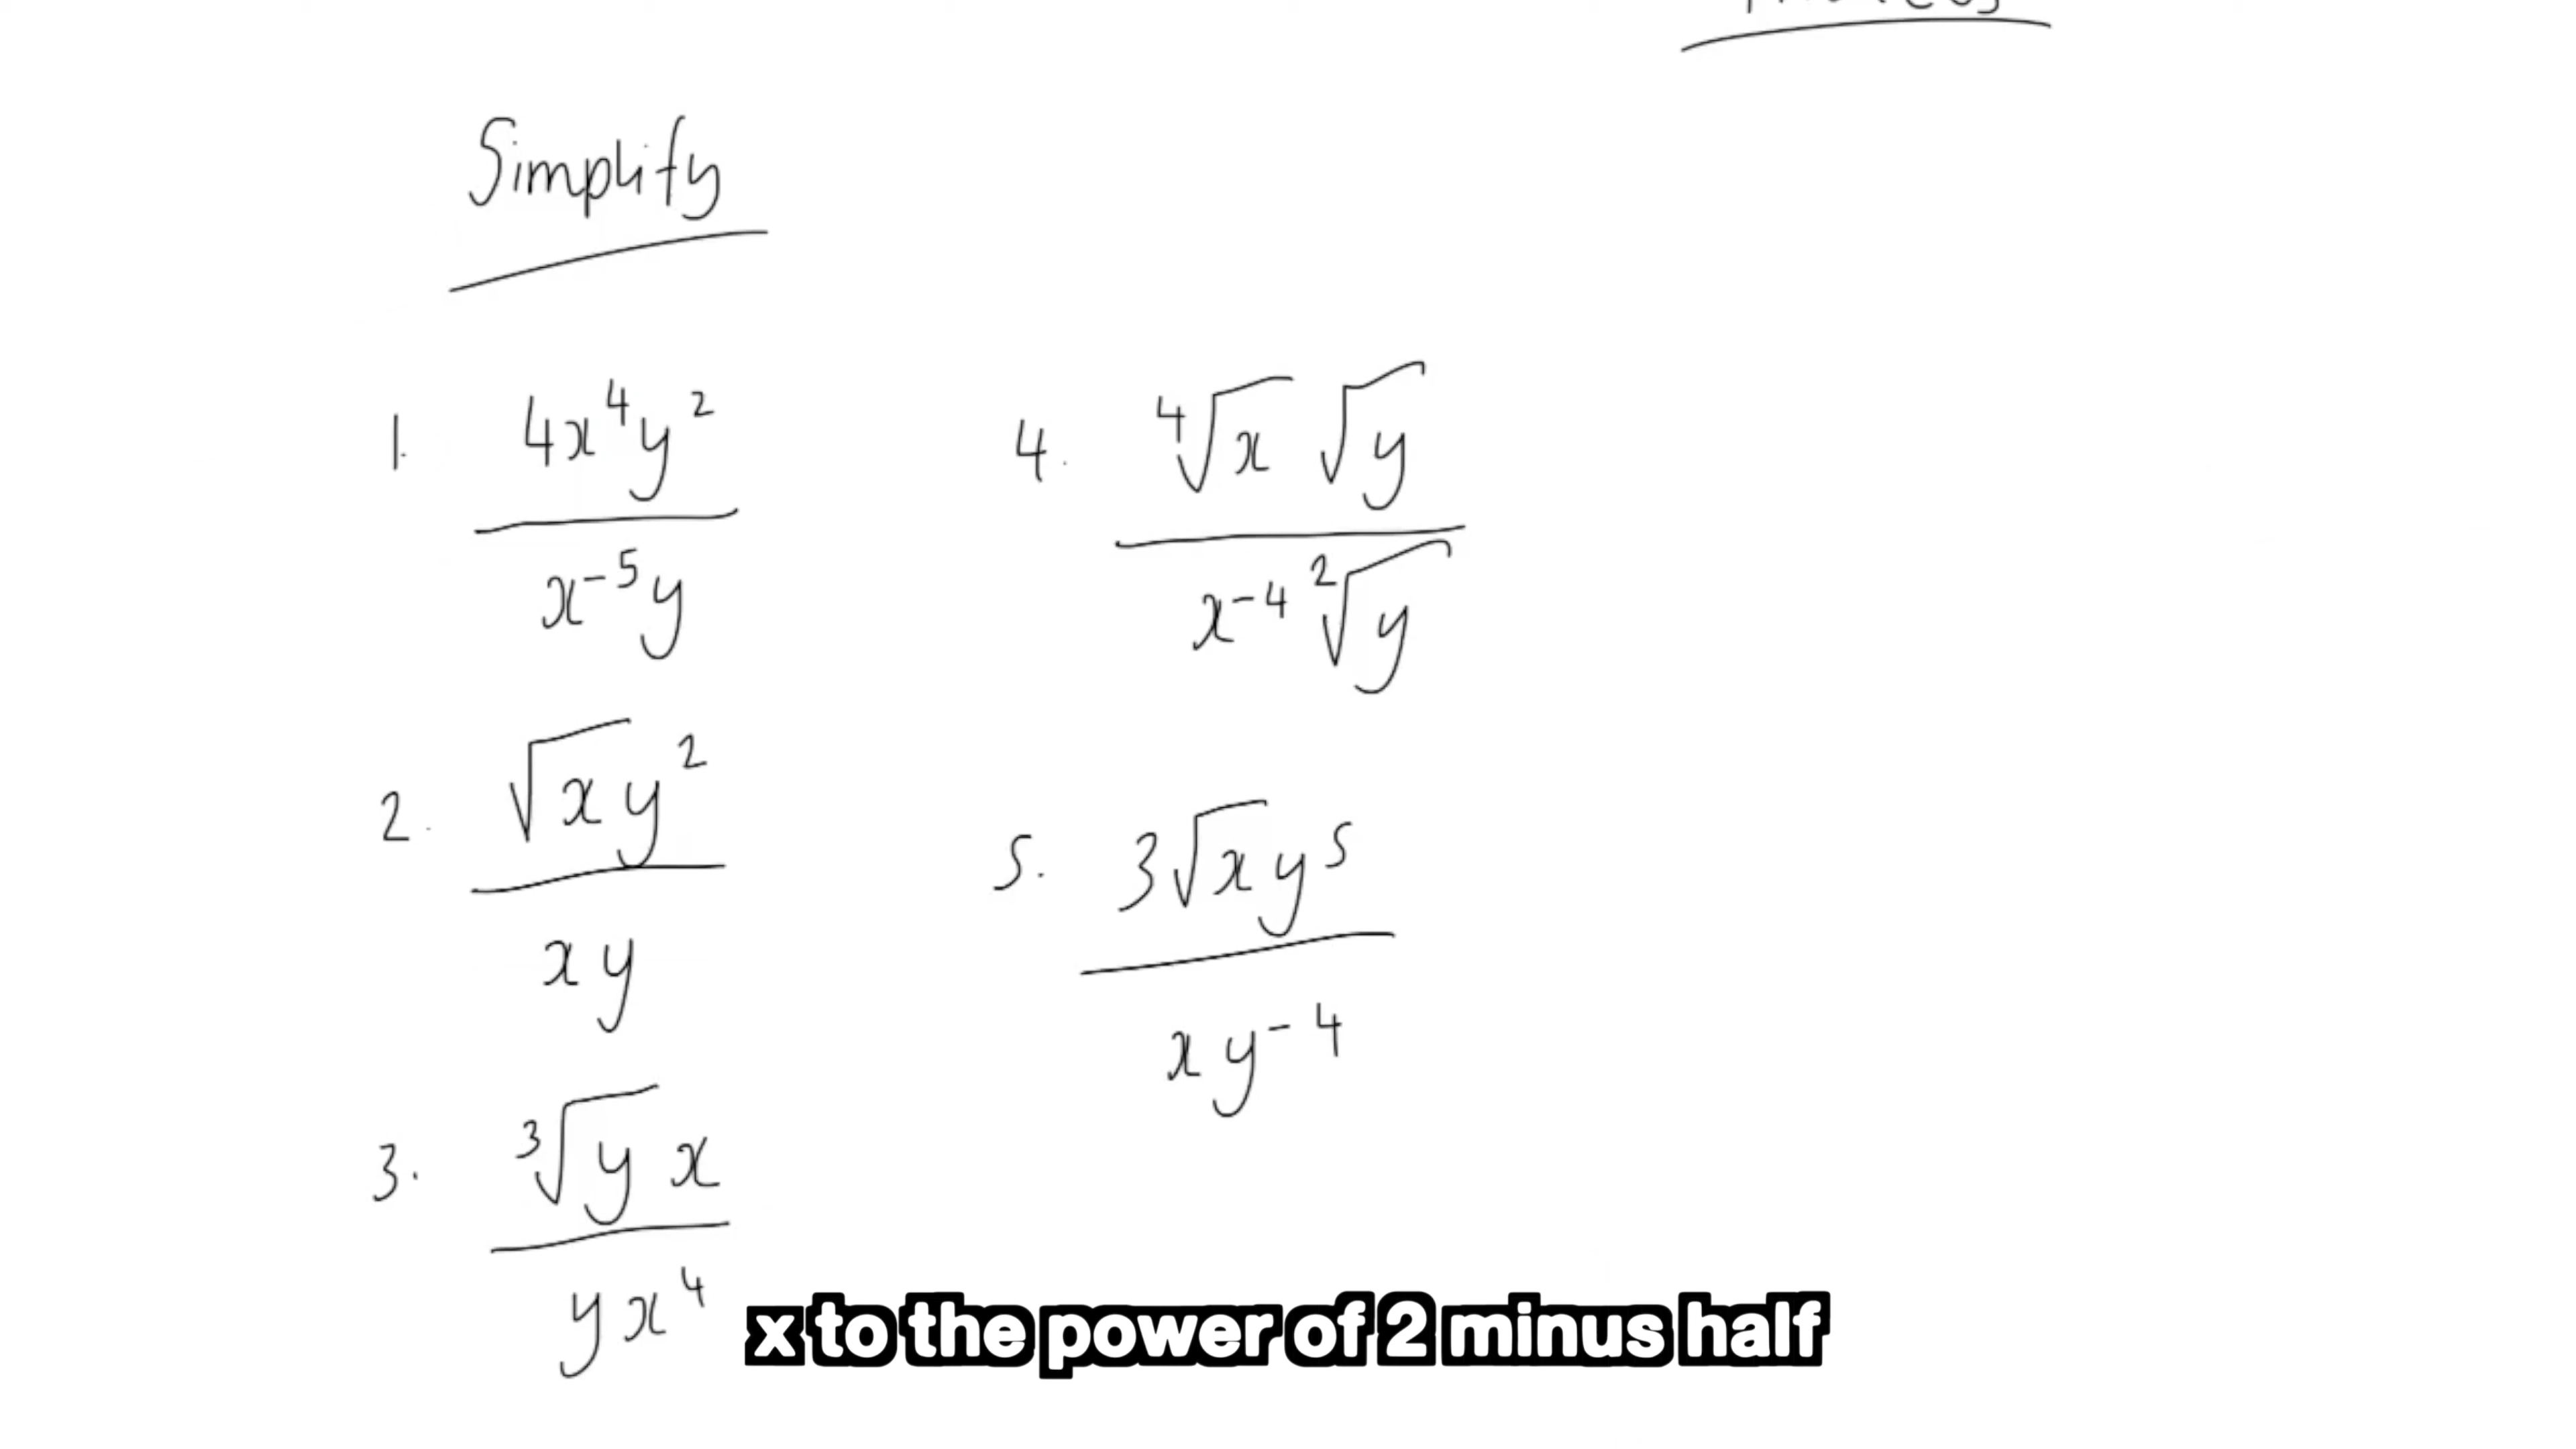 Simplify
1. 4x⁴y² / x⁻⁵y
2. √x y² / xy
3. ³√y x / yx⁴
4. ⁴√x √y / x⁻⁴ ²√y
5. 3√x y⁵ / xy⁻⁴
x to the power of 2 minus half